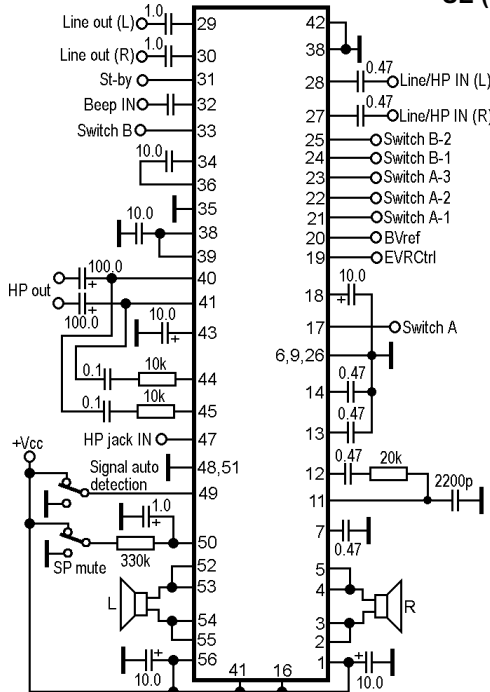 Line out (L) 1.0 29
Line out (R) 1.0 30
St-by 31
Beep IN 32
Switch B 33
10.0 34
36
35
10.0 38
39
HP out 100.0 + 40
100.0 + 41
10.0 + 43
0.1 10k 44
0.1 10k 45
HP jack IN 47
+Vcc
Signal auto
detection
48,51
49
1.0 +
330k 50
SP mute
52
L 53
54
55
10.0 + 56
41 16
42
38
28 0.47 Line/HP IN (L)
27 0.47 Line/HP IN (R)
25 Switch B-2
24 Switch B-1
23 Switch A-3
22 Switch A-2
21 Switch A-1
20 BVref
19 EVRCtrl
18 10.0 +
17 Switch A
6,9,26
14 0.47
13 0.47
12 0.47 20k
11 2200p
7 0.47
5
4
R
3
2
1 + 10.0